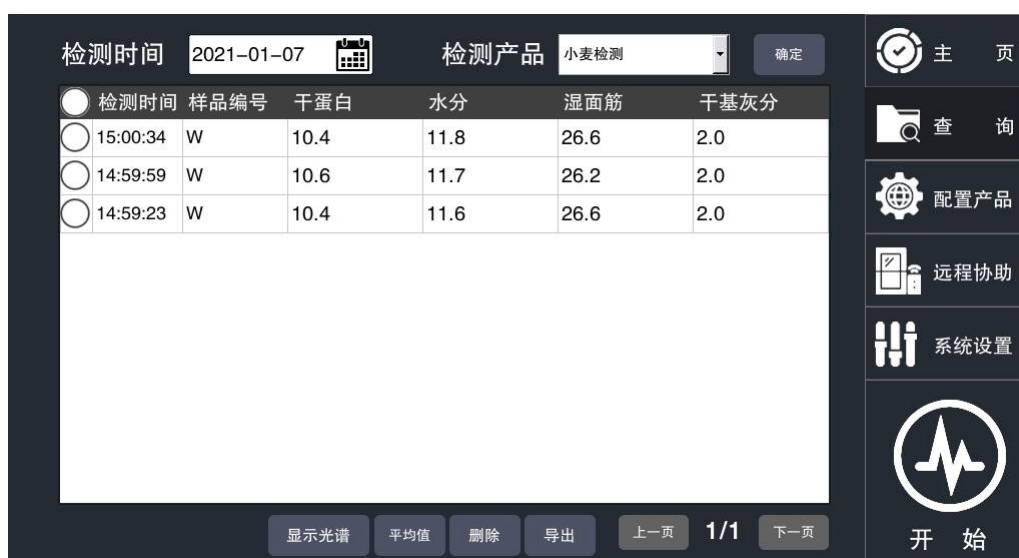 检测时间 2021-01-07 检测产品 小麦检测 确定
检测时间 样品编号 干蛋白 水分 湿面筋 干基灰分
15:00:34 W 10.4 11.8 26.6 2.0
14:59:59 W 10.6 11.7 26.2 2.0
14:59:23 W 10.4 11.6 26.6 2.0
显示光谱 平均值 删除 导出 上一页 1/1 下一页
主 页
查 询
配置产品
远程协助
系统设置
开 始